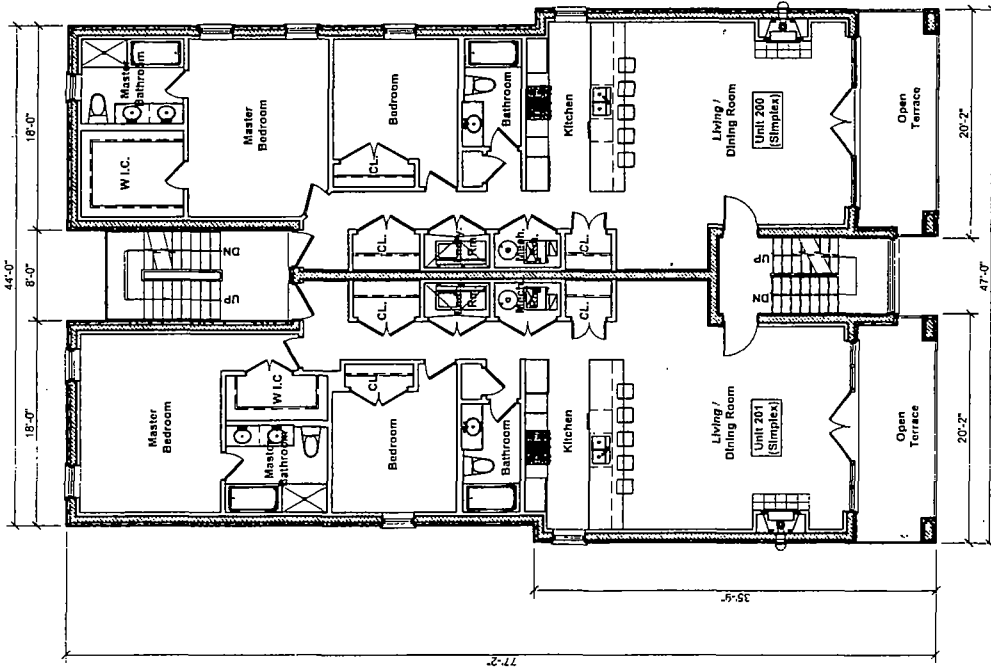 44'-0"
18'-0"
8'-0"
18'-0"
Master
Bathroom
W I.C.
Master
Bedroom
Bedroom
CL.
Bathroom
Kitchen
Living /
Dining Room
Unit 200
(Simplex)
Open
Terrace
20'-2"
DN
UP
CL.
CL.
UP
DN
CL.
CL.
47'-0"
Master
Bedroom
W I.C
Master
Bathroom
CL
Bedroom
Bathroom
Kitchen
Living /
Dining Room
Unit 201
(Simplex)
Open
Terrace
20'-2"
35'-9"
77'-2"